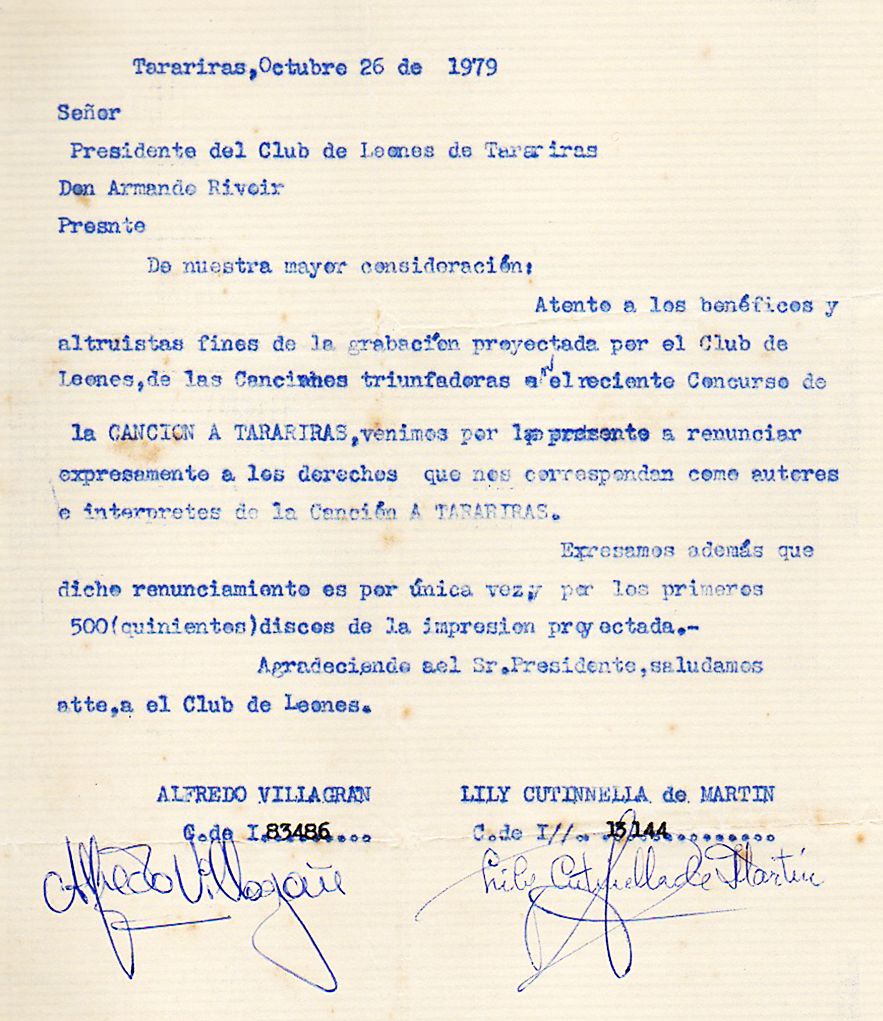 Tarariras,Octubre 26 de 1979
Señor
Presidente del Club de Leones de Tarariras
Don Armando Rivoir
Presnte
De nuestra mayor consideración:
Atento a los benéficos y
altruistas fines de la grabación proyectada por el Club de
Leones,de las Canciones triunfadoras en el reciente Concurso de
la CANCION A TARARIRAS,venimos por la presente a renunciar
expresamente a los derechos que nos correspondan como autores
e interpretes de la Canción A TARARIRAS.
Expresamos además que
dicho renunciamiento es por única vez,y por los primeros
500(quinientos)discos de la impresion proyectada.-
Agradeciendo ael Sr.Presidente,saludamos
atte,a el Club de Leones.
ALFREDO VILLAGRAN LILY CUTINNELLA de MARTIN
C.de I.83486.... C.de I//. .13144..............
Alfredo Villagrán Lily Cutinella de Martín